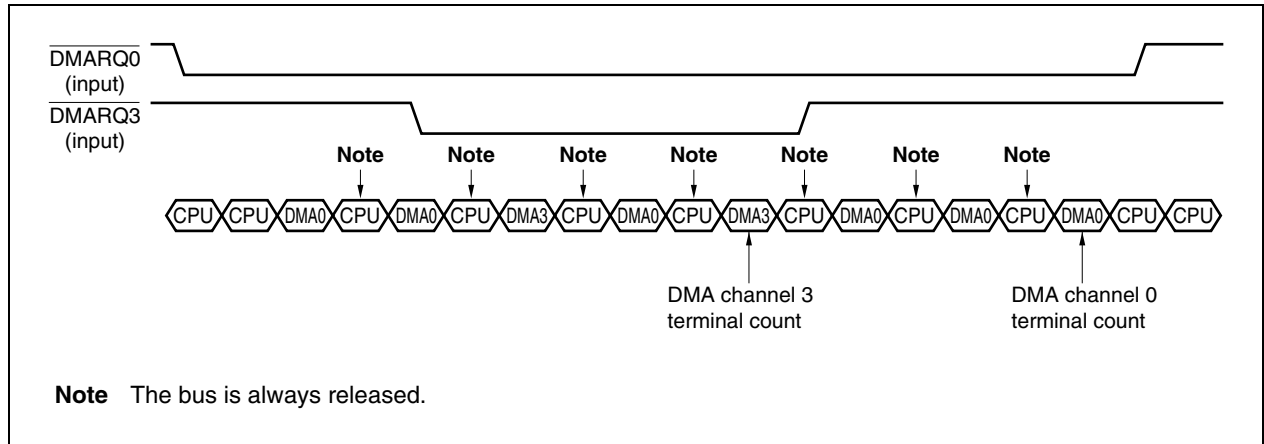 DMARQ0
(input)
DMARQ3
(input)
Note Note Note Note Note Note Note
CPU CPU DMA0 CPU DMA0 CPU DMA3 CPU DMA0 CPU DMA3 CPU DMA0 CPU DMA0 CPU DMA0 CPU CPU
DMA channel 3
terminal count
DMA channel 0
terminal count
Note The bus is always released.